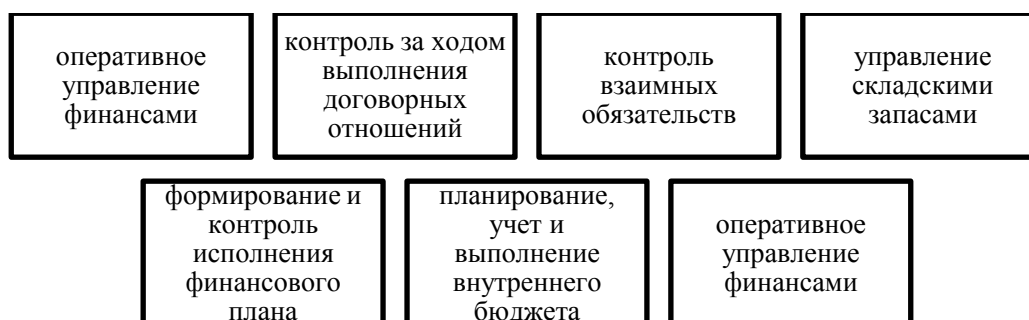 оперативное
управление
финансами
контроль за ходом
выполнения
договорных
отношений
контроль
взаимных
обязательств
управление
складскими
запасами
формирование и
контроль
исполнения
финансового
плана
планирование,
учет и
выполнение
внутреннего
бюджета
оперативное
управление
финансами